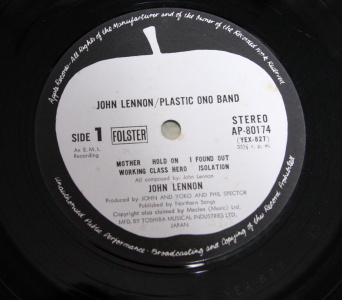 Apple Records. All Rights of the Manufacturer and of the Owner of the Recorded Work Reserved
JOHN LENNON/PLASTIC ONO BAND
SIDE 1
FOLSTER
STEREO
AP-80174
(YEX-827)
33⅓ r. p. m.
An E.M.I.
Recording
MOTHER HOLD ON I FOUND OUT
WORKING CLASS HERO ISOLATION
All composed by: John Lennon
JOHN LENNON
Produced by JOHN and YOKO and PHIL SPECTOR
Published by Northern Songs
Copyright also claimed by Maclen (Music) Ltd.
MFD. BY TOSHIBA MUSICAL INDUSTRIES LTD.
JAPAN
Unauthorised Public Performance - Broadcasting and Copying of this Record Prohibited